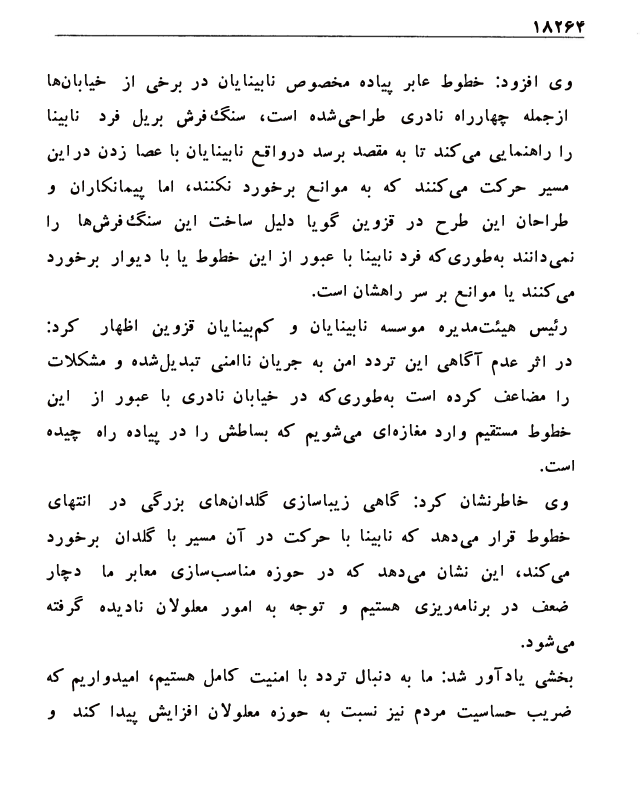 ۱۸۲۶۴
وی افزود: خطوط عابر پیاده مخصوص نابینایان در برخی از خیابان‌ها
ازجمله چهارراه نادری طراحی‌شده است، سنگ‌فرش بریل فرد نابینا
را راهنمایی می‌کند تا به مقصد برسد درواقع نابینایان با عصا زدن دراین
مسیر حرکت می‌کنند که به موانع برخورد نکنند، اما پیمانکاران و
طراحان این طرح در قزوین گویا دلیل ساخت این سنگ‌فرش‌ها را
نمی‌دانند به‌طوری‌که فرد نابینا با عبور از این خطوط یا با دیوار برخورد
می‌کنند یا موانع بر سر راهشان است.
رئیس هیئت‌مدیره موسسه نابینایان و کم‌بینایان قزوین اظهار کرد:
در اثر عدم آگاهی این تردد امن به جریان ناامنی تبدیل‌شده و مشکلات
را مضاعف کرده است به‌طوری‌که در خیابان نادری با عبور از این
خطوط مستقیم وارد مغازه‌ای می‌شویم که بساطش را در پیاده راه چیده
است.
وی خاطرنشان کرد: گاهی زیباسازی گلدان‌های بزرگی در انتهای
خطوط قرار می‌دهد که نابینا با حرکت در آن مسیر با گلدان برخورد
می‌کند، این نشان می‌دهد که در حوزه مناسب‌سازی معابر ما دچار
ضعف در برنامه‌ریزی هستیم و توجه به امور معلولان نادیده گرفته
می‌شود.
بخشی یادآور شد: ما به دنبال تردد با امنیت کامل هستیم، امیدواریم که
ضریب حساسیت مردم نیز نسبت به حوزه معلولان افزایش پیدا کند و